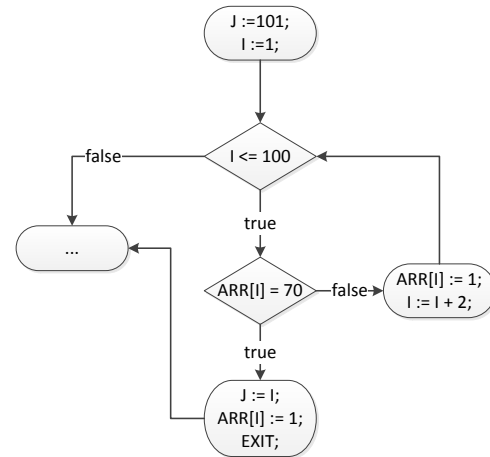 J :=101;
I :=1;
I <= 100
false
true
...
ARR[I] = 70
false
ARR[I] := 1;
I := I + 2;
true
J := I;
ARR[I] := 1;
EXIT;